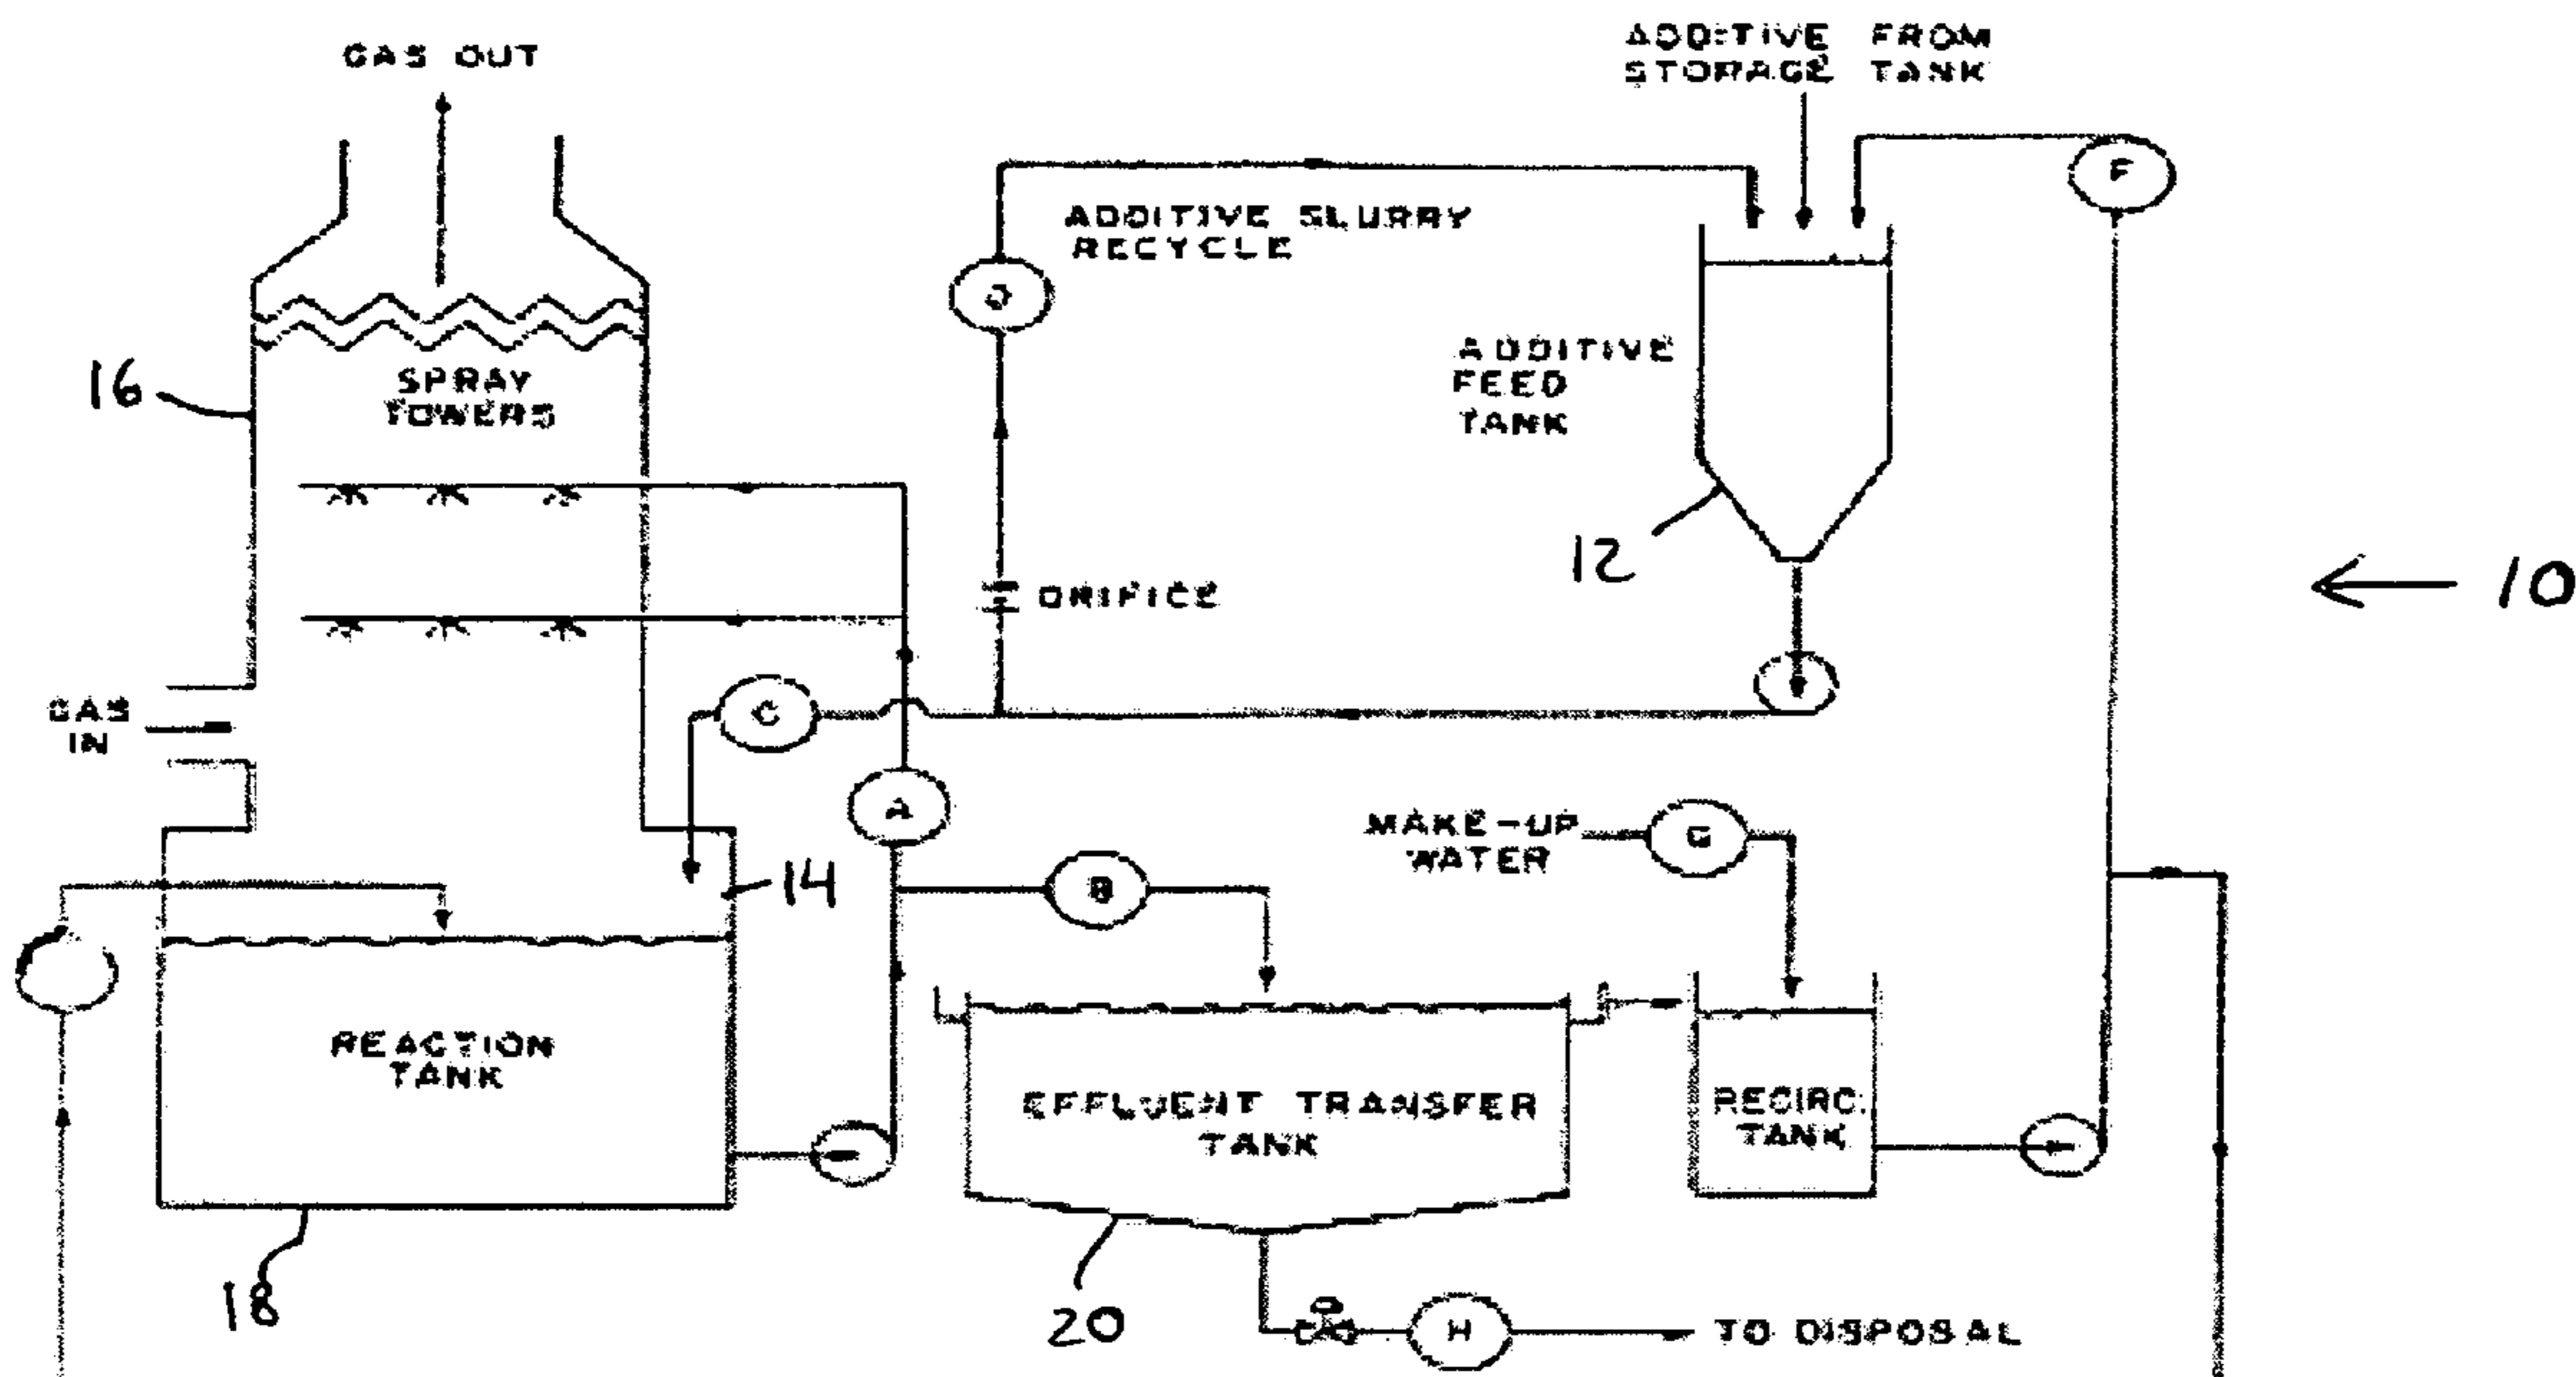 GAS OUT
ADDITIVE FROM
STORAGE TANK
F
ADDITIVE SLURRY
RECYCLE
D
16
SPRAY
TOWERS
ADDITIVE
FEED
TANK
12
10
ORIFICE
GAS
IN
C
A
MAKE-UP
WATER
G
14
B
REACTION
TANK
EFFLUENT TRANSFER
TANK
RECIRC.
TANK
18
20
H
TO DISPOSAL